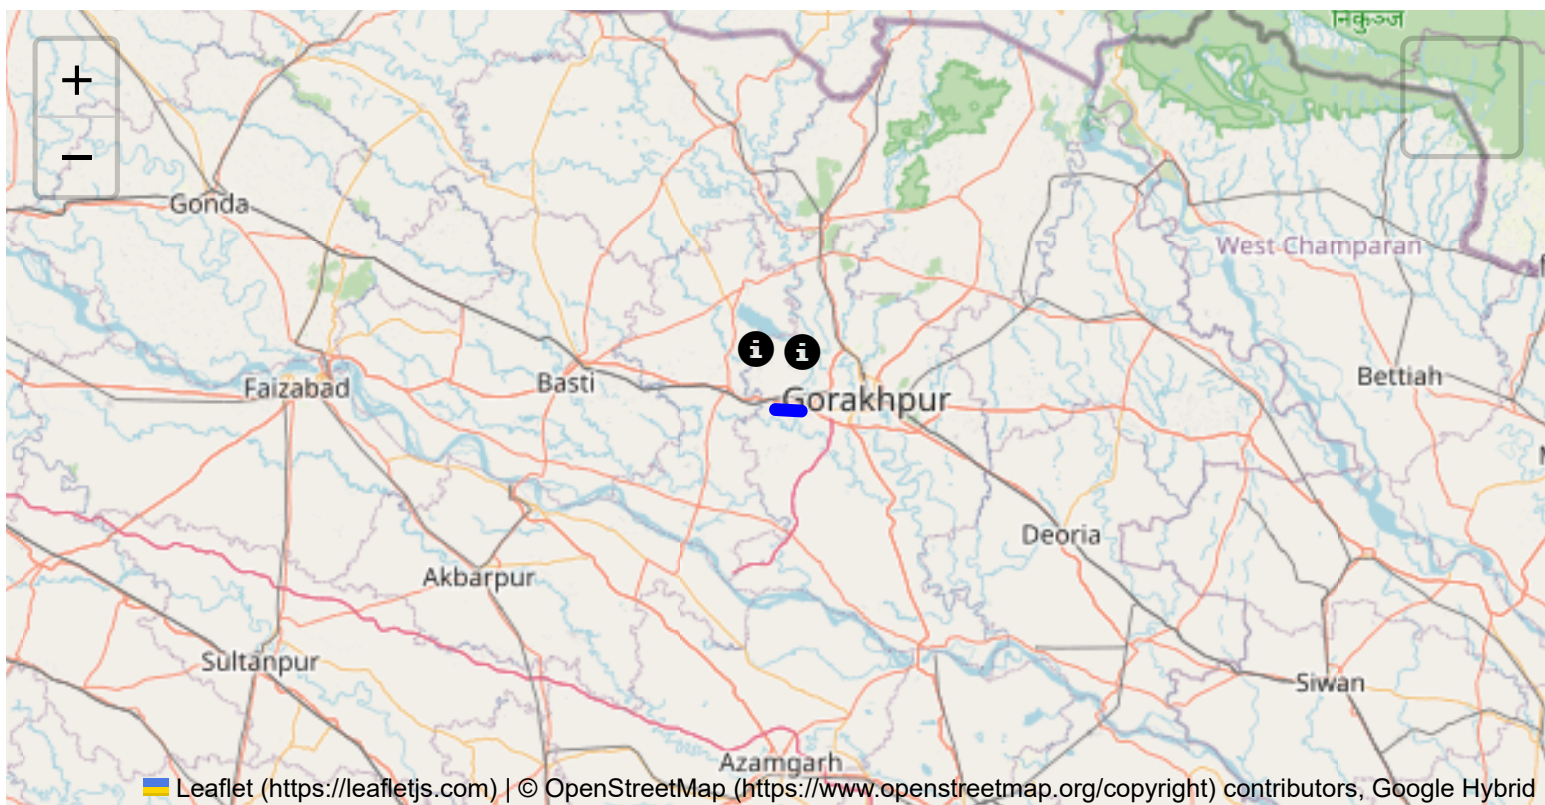 निकुञ्ज
+
−
Gonda
West Champaran
Faizabad
Basti
Gorakhpur
Bettiah
Deoria
Akbarpur
Sultanpur
Siwan
Azamgarh
Leaflet (https://leafletjs.com) | © OpenStreetMap (https://www.openstreetmap.org/copyright) contributors, Google Hybrid